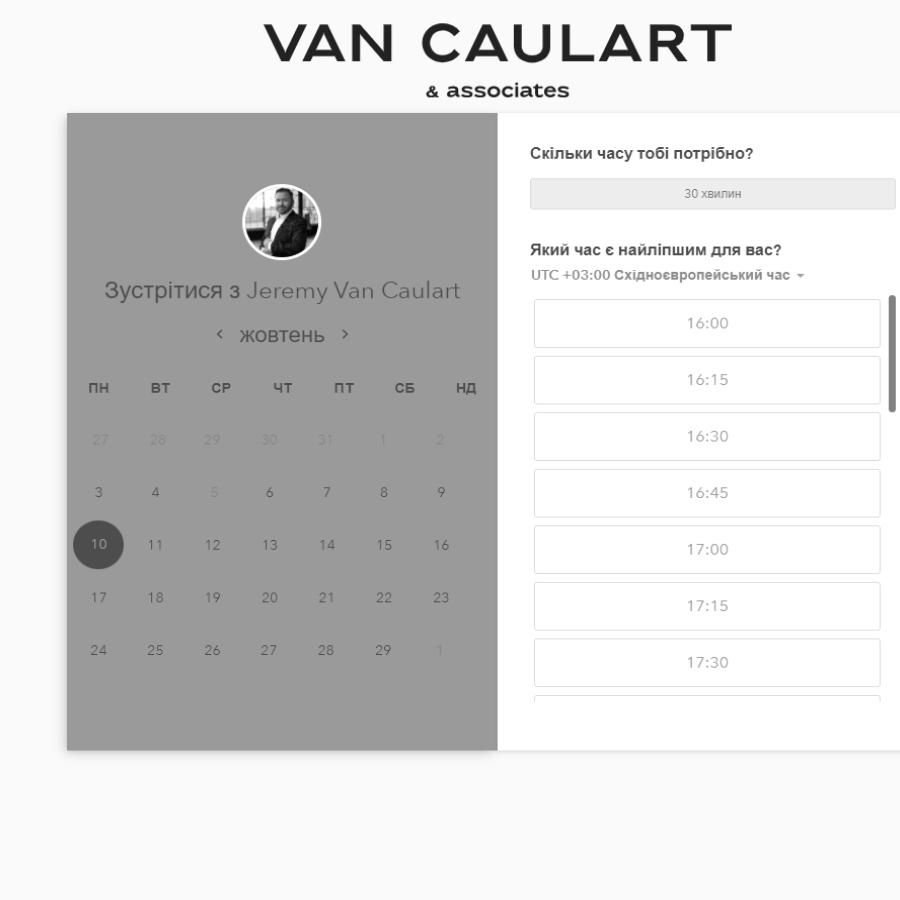 VAN CAULART
& associates
Зустрітися з Jeremy Van Caulart
жовтень
ПН ВТ СР ЧТ ПТ СБ НД
27 28 29 30 31 1 2
3 4 5 6 7 8 9
10 11 12 13 14 15 16
17 18 19 20 21 22 23
24 25 26 27 28 29 1
Скільки часу тобі потрібно?
30 хвилин
Який час є найліпшим для вас?
UTC +03:00 Східноєвропейський час
16:00
16:15
16:30
16:45
17:00
17:15
17:30